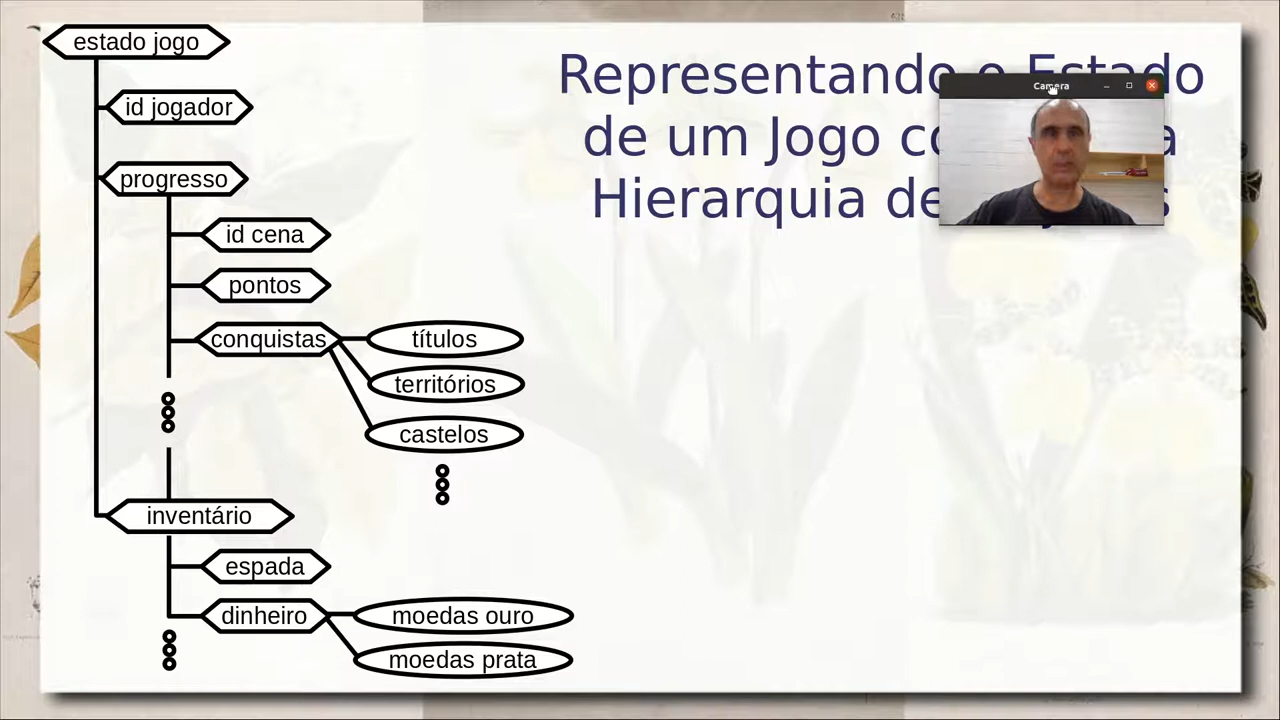 estado jogo
Representando o Estado
de um Jogo
Hierarquia de
Camera
id jogador
progresso
id cena
pontos
conquistas
títulos
territórios
castelos
inventário
espada
dinheiro
moedas ouro
moedas prata